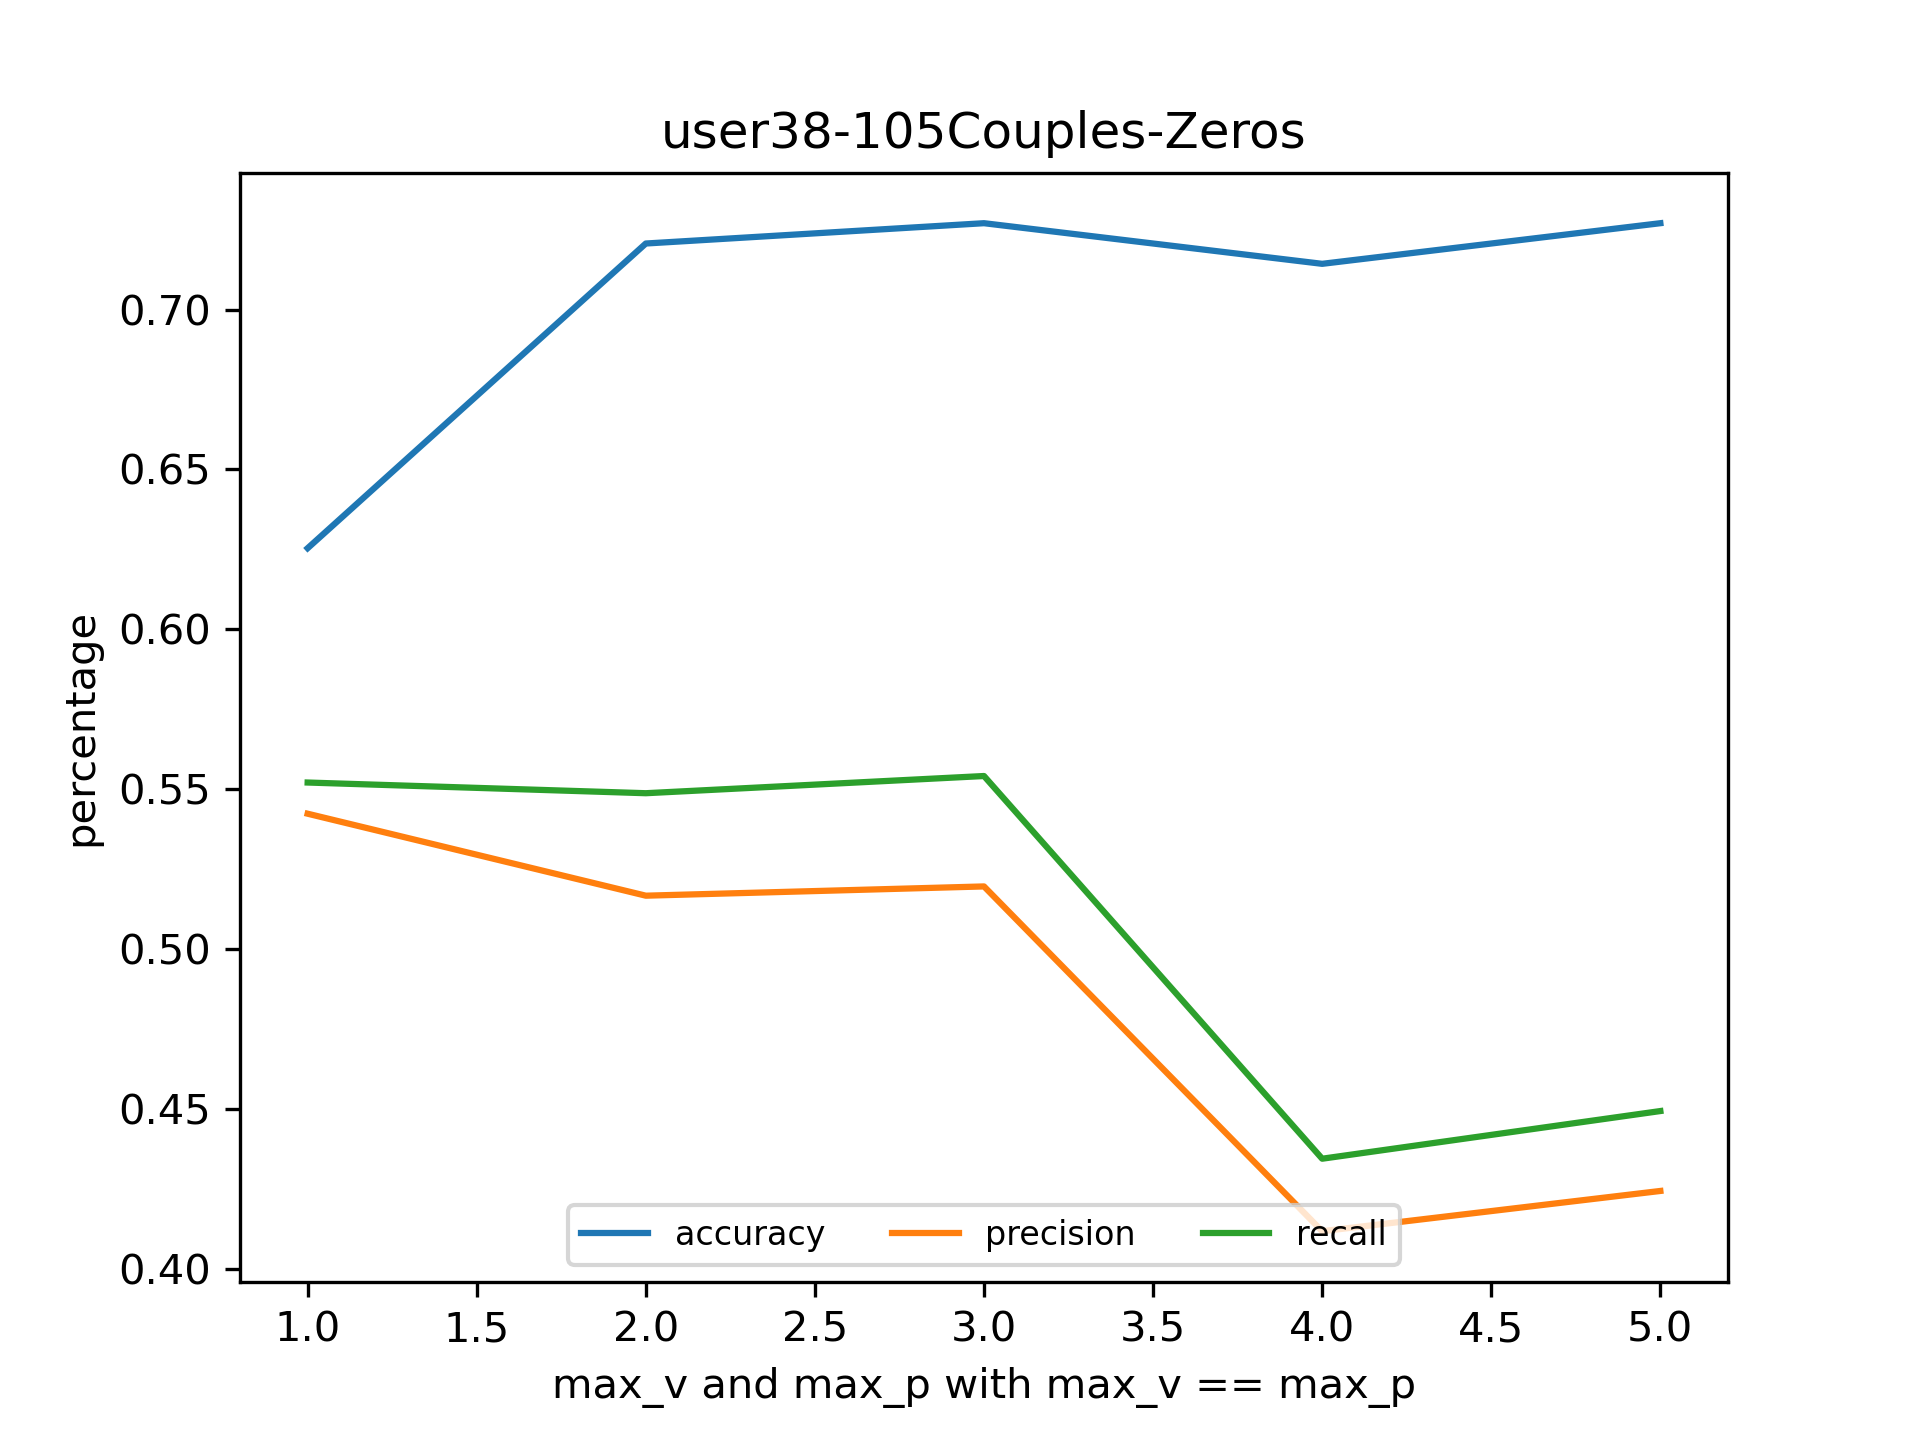 user38-105Couples-Zeros
percentage
0.70
0.65
0.60
0.55
0.50
0.45
0.40
accuracy precision recall
1.0 1.5 2.0 2.5 3.0 3.5 4.0 4.5 5.0
max_v and max_p with max_v == max_p